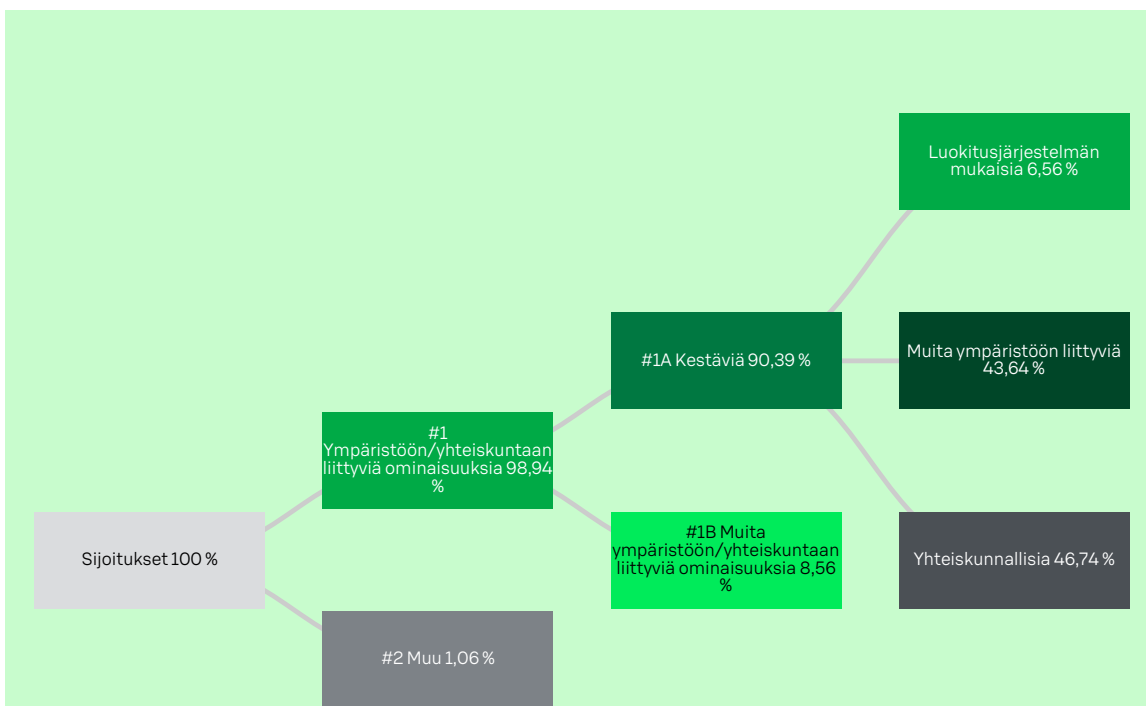 Luokitusjärjestelmän
mukaisia 6,56 %
#1A Kestäviä 90,39 %
Muita ympäristöön liittyviä
43,64 %
#1
Ympäristöön/yhteiskuntaan
liittyviä ominaisuuksia 98,94
%
Sijoitukset 100 %
#1B Muita
ympäristöön/yhteiskuntaan
liittyviä ominaisuuksia 8,56
%
Yhteiskunnallisia 46,74 %
#2 Muu 1,06 %